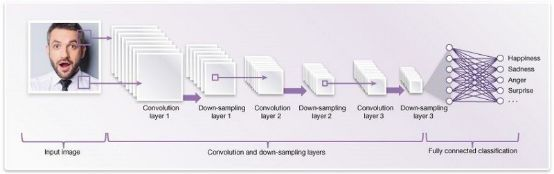 Happiness
Sadness
Anger
Surprise
...
Convolution
layer 1
Down-sampling
layer 1
Convolution
layer 2
Down-sampling
layer 2
Convolution
layer 3
Down-sampling
layer 3
Input image
Convolution and down-sampling layers
Fully connected classification